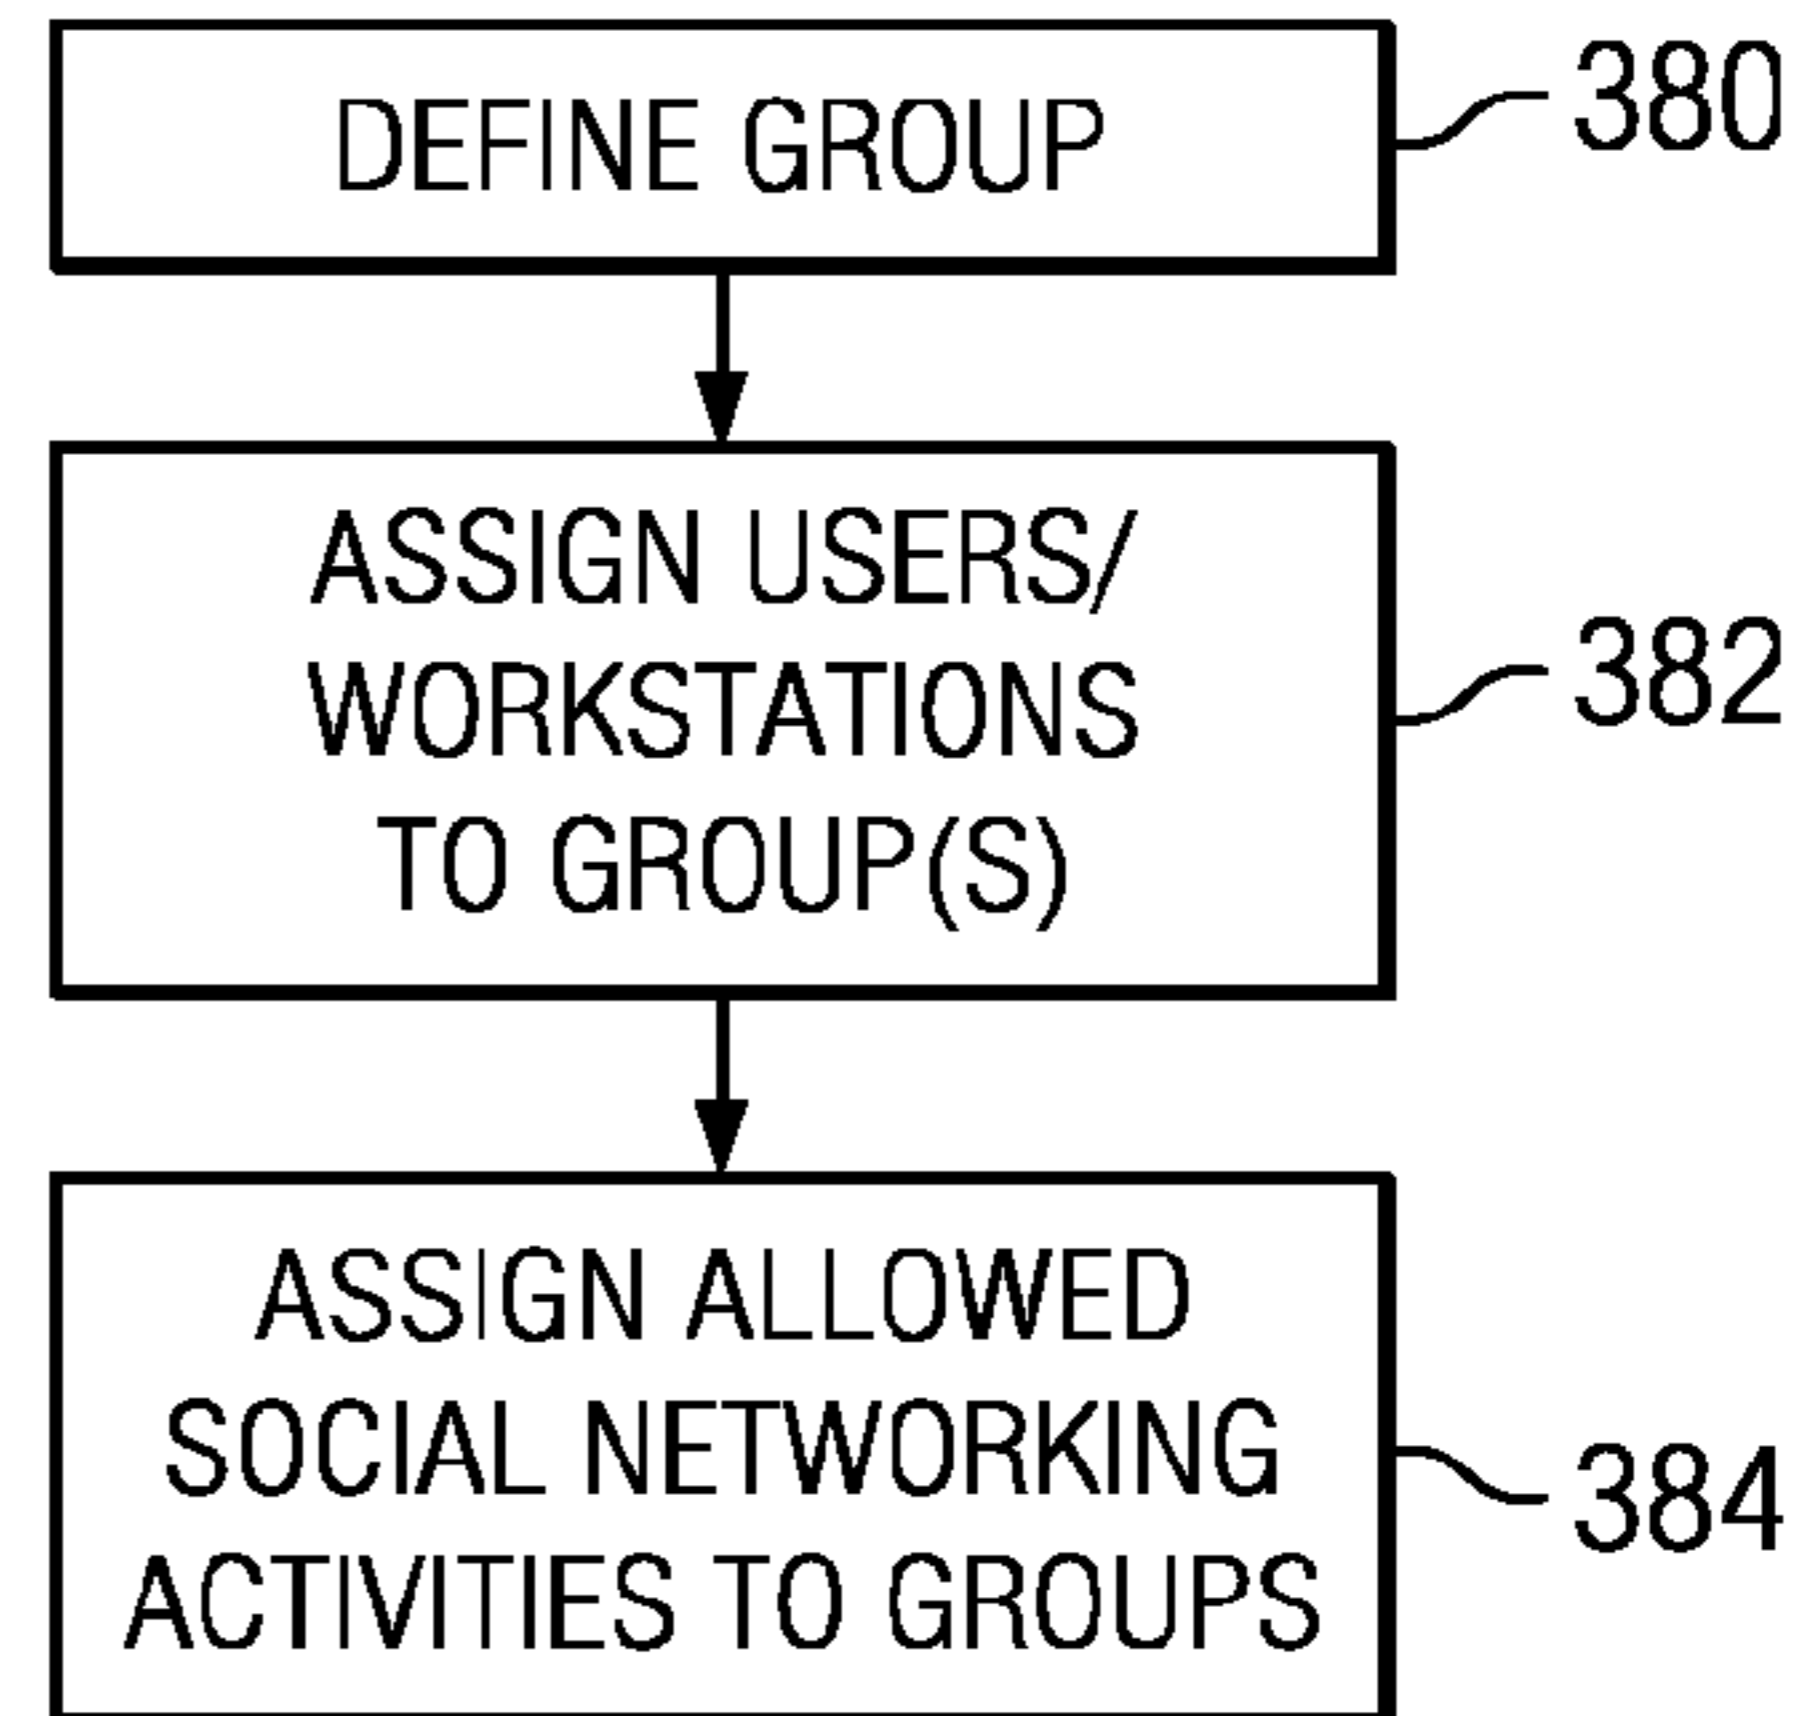 DEFINE GROUP
380
ASSIGN USERS/
WORKSTATIONS
TO GROUP(S)
382
ASSIGN ALLOWED
SOCIAL NETWORKING
ACTIVITIES TO GROUPS
384